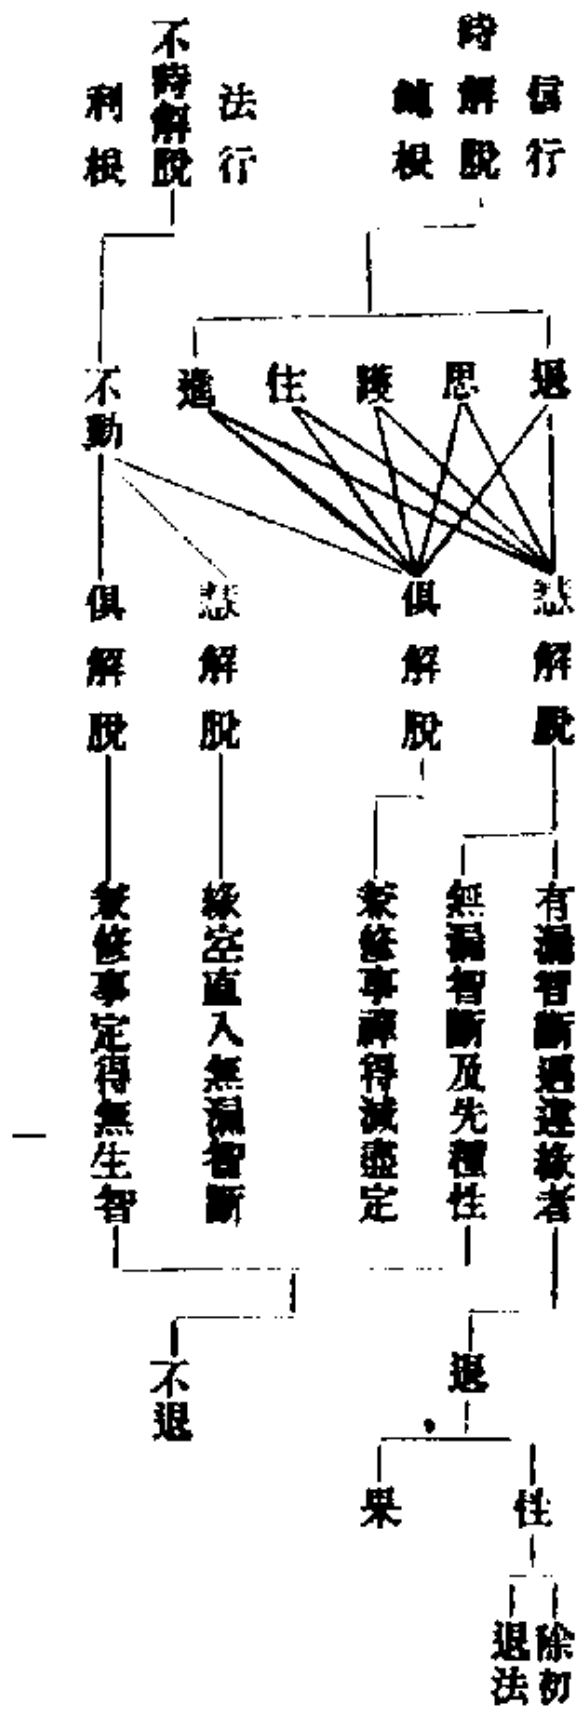 信行
時解脫
鈍根
法行
不時解脫
利根
退
思
護
住
進
不動
慧解脫
俱解脫
慧解脫
俱解脫
有漏智斷遇違緣者
無漏智斷及先種性
兼修事禪得滅盡定
緣空直入無漏智斷
兼修事定得無生智
退
不退
性
果
除初
退法